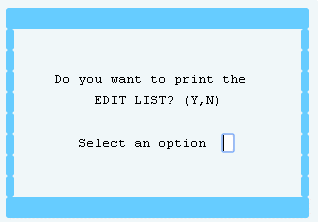 Do you want to print the
EDIT LIST? (Y,N)
Select an option